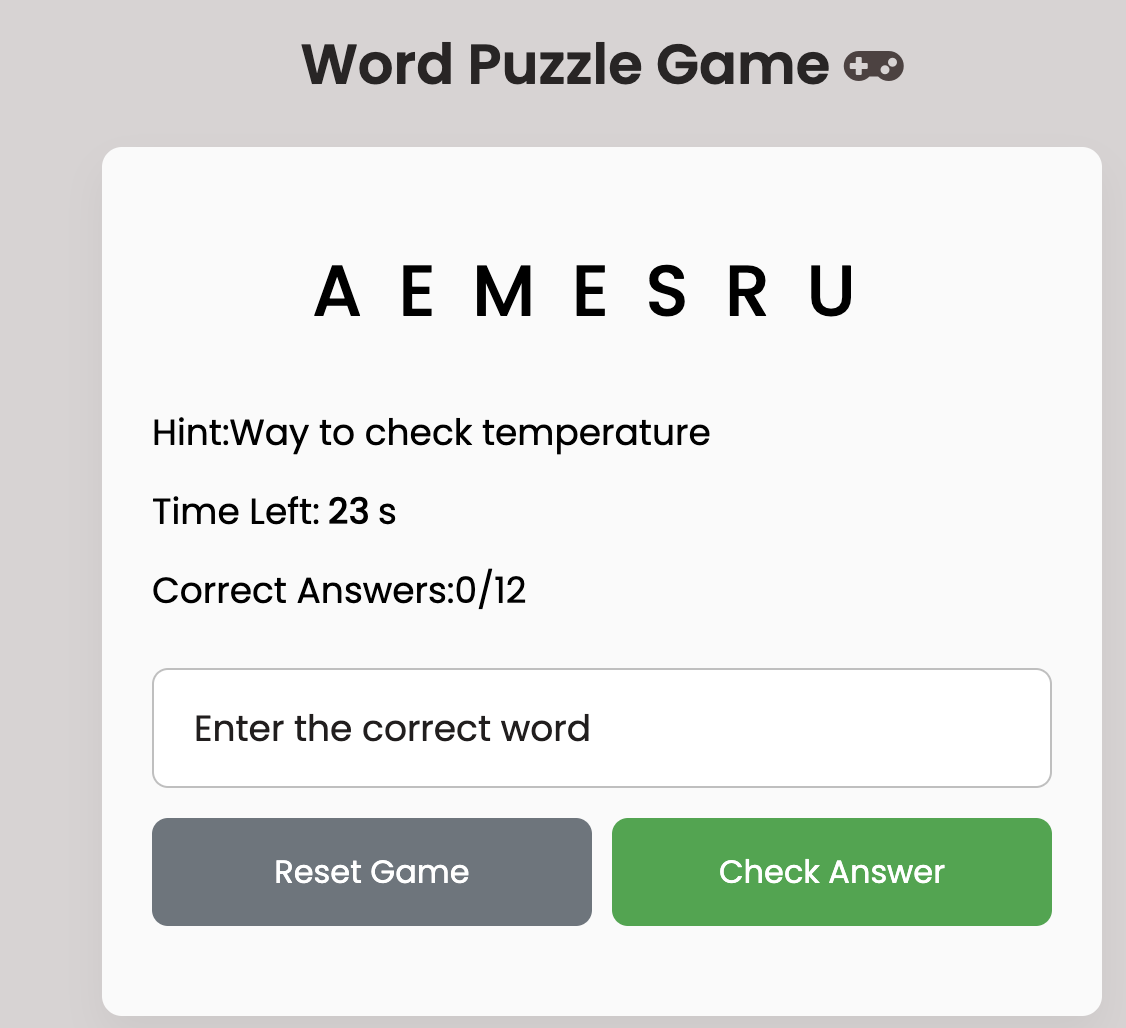 Word Puzzle Game
A E M E S R U
Hint:Way to check temperature
Time Left: 23 s
Correct Answers:0/12
Enter the correct word
Reset Game
Check Answer